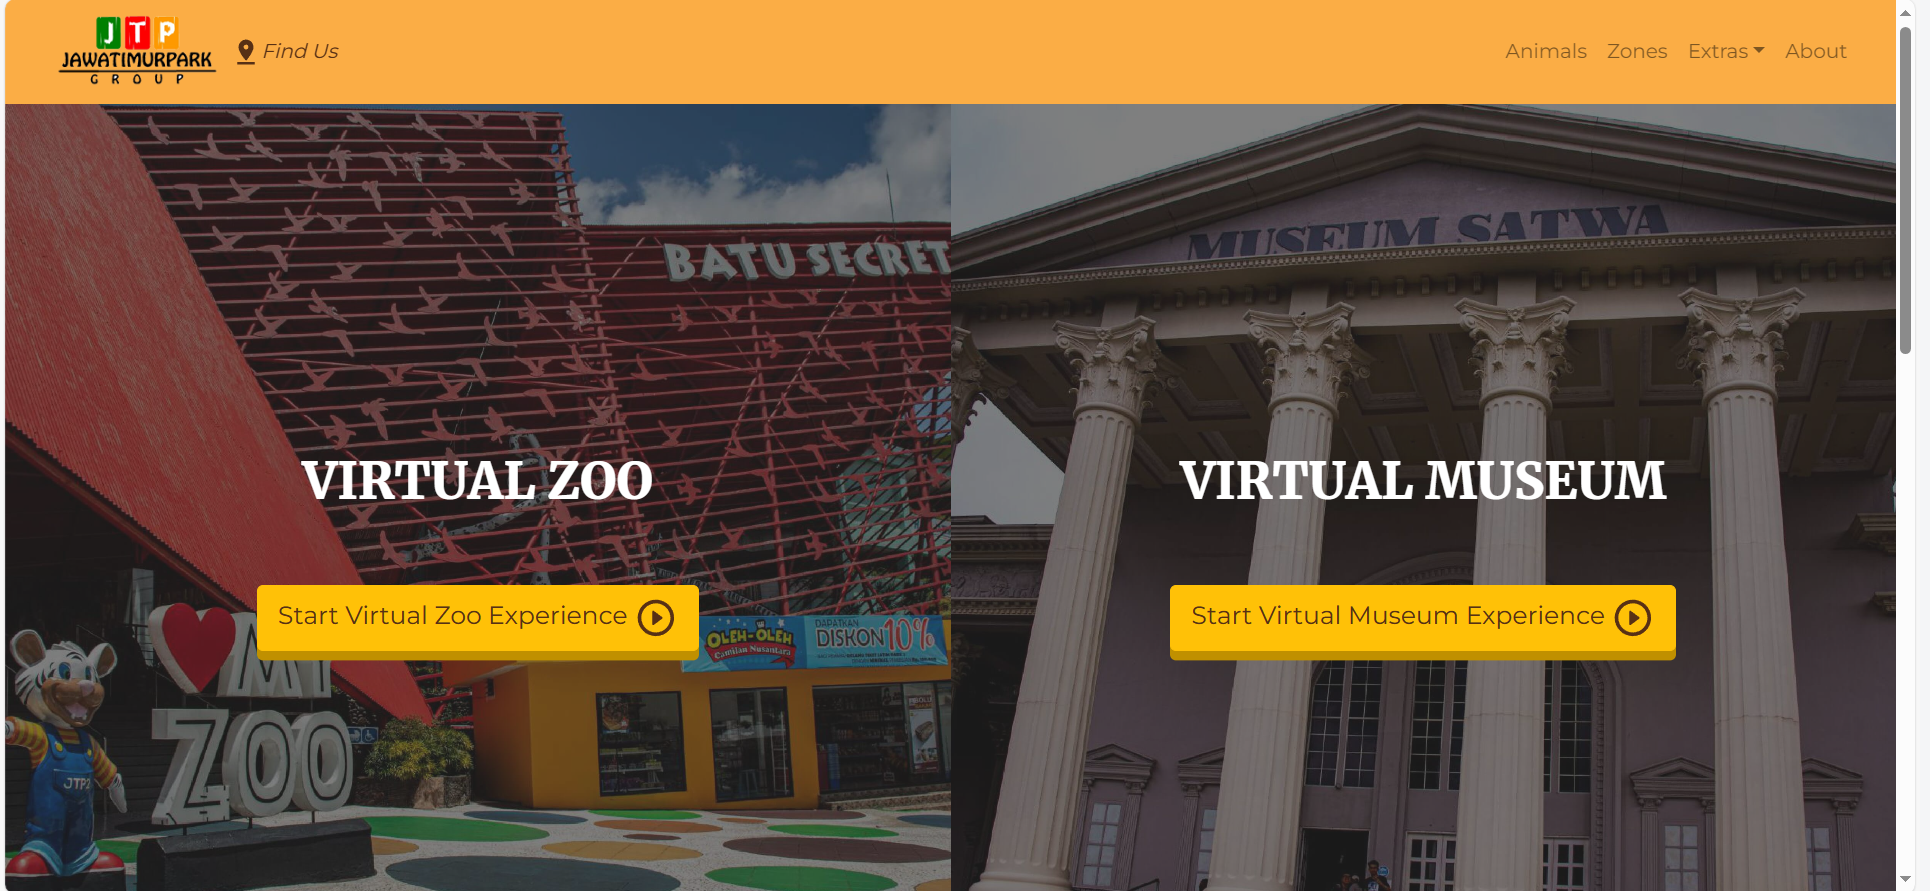 JTP
JAWATIMURPARK
GROUP
Find Us
Animals
Zones
Extras
About
BATU SECRET
MUSEUM SATWA
VIRTUAL ZOO
VIRTUAL MUSEUM
Start Virtual Zoo Experience
Start Virtual Museum Experience
OLEH-OLEH
Camilan Nusantara
DAPATKAN
DISKON 10%
ZOO
JTP2